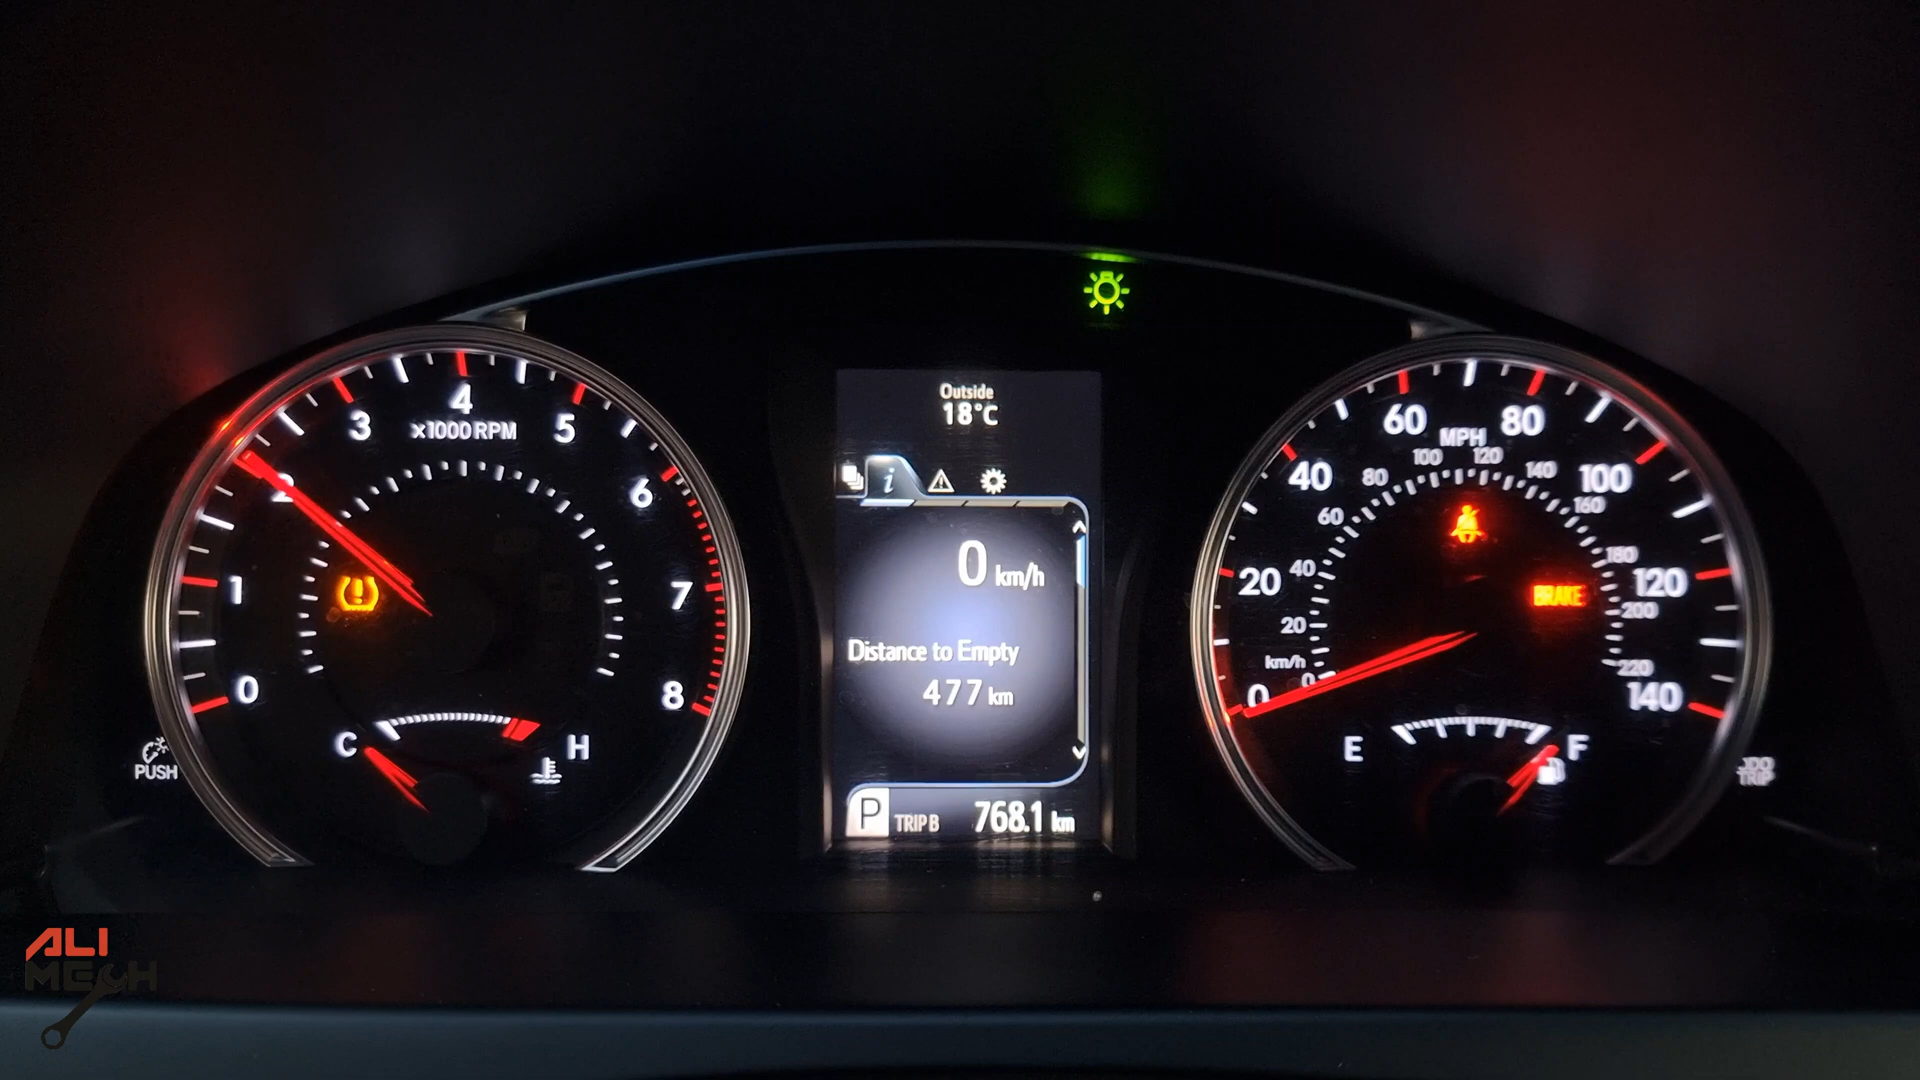 0
1
2
3
4
5
6
7
8
x1000RPM
C
H
PUSH
Outside
18°C
i
0 km/h
Distance to Empty
477 km
P TRIP B 768.1 km
0
20
40
60
80
100
120
140
MPH
km/h
0
20
40
60
80
100
120
140
160
180
200
220
BRAKE
E
F
ODO
TRIP
ALI
MECH